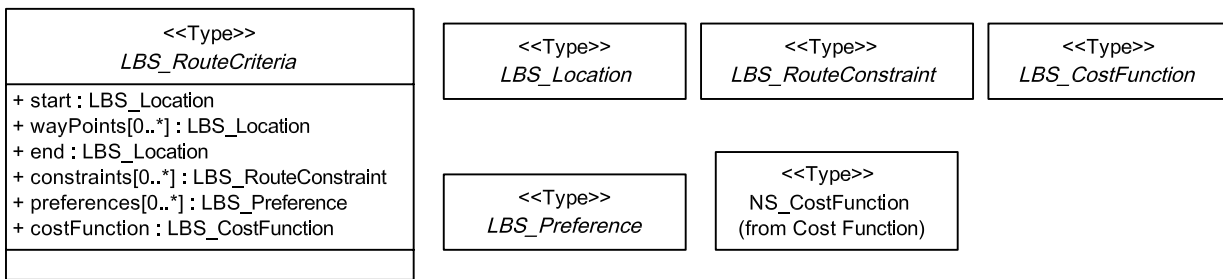 <<Type>>
LBS_RouteCriteria
+ start : LBS_Location
+ wayPoints[0..*] : LBS_Location
+ end : LBS_Location
+ constraints[0..*] : LBS_RouteConstraint
+ preferences[0..*] : LBS_Preference
+ costFunction : LBS_CostFunction
<<Type>>
LBS_Location
<<Type>>
LBS_RouteConstraint
<<Type>>
LBS_CostFunction
<<Type>>
LBS_Preference
<<Type>>
NS_CostFunction
(from Cost Function)